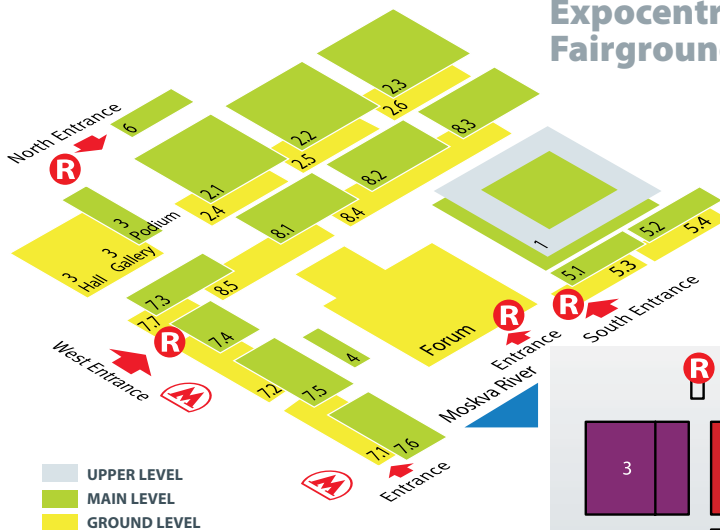 Expocentr
Fairground
North Entrance
R
6
2.3
2.6
2.2
2.5
8.3
8.2
2.1
2.4
8.4
8.1
1
5.2
5.4
5.1
5.3
3
Podium
3
Gallery
3
Hall
8.5
7.3
7.7
R
7.4
R
R
Forum
Entrance
South Entrance
West Entrance
M
7.2
4
7.5
Moskva River
7.1
7.6
M
Entrance
R
3
UPPER LEVEL
MAIN LEVEL
GROUND LEVEL